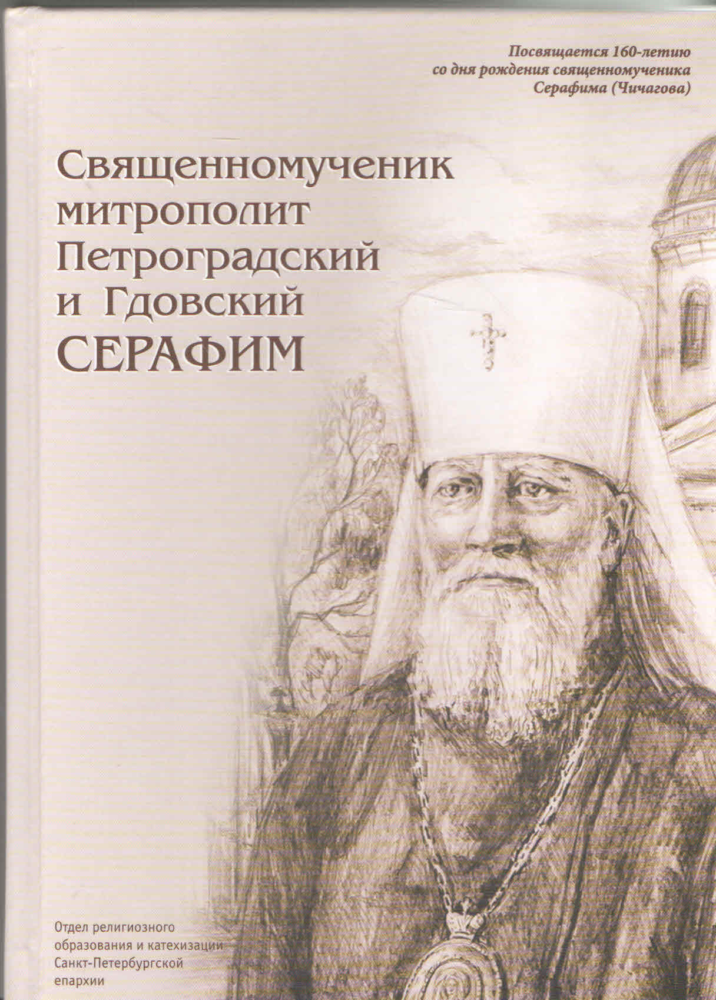 Посвящается 160-летию
со дня рождения священномученика
Серафима (Чичагова)
Священномученик
митрополит
Петроградский
и Гдовский
СЕРАФИМ
Отдел религиозного
образования и катехизации
Санкт-Петербургской
епархии